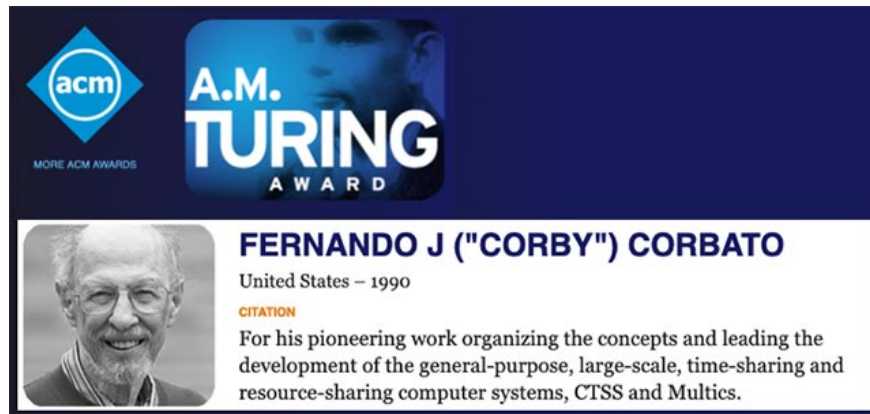 acm
MORE ACM AWARDS
A.M.
TURING
AWARD
FERNANDO J ("CORBY") CORBATO
United States – 1990
CITATION
For his pioneering work organizing the concepts and leading the
development of the general-purpose, large-scale, time-sharing and
resource-sharing computer systems, CTSS and Multics.